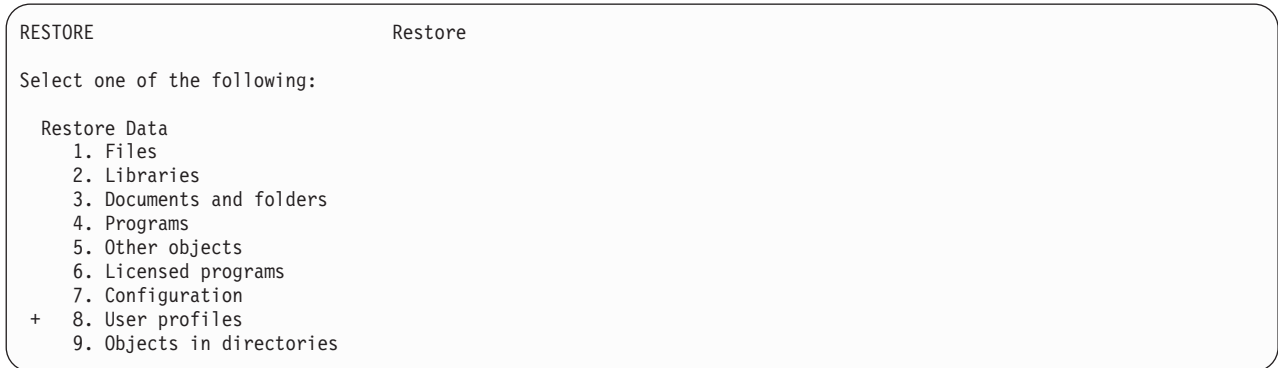 RESTORE Restore
Select one of the following:
Restore Data
1. Files
2. Libraries
3. Documents and folders
4. Programs
5. Other objects
6. Licensed programs
7. Configuration
+ 8. User profiles
9. Objects in directories